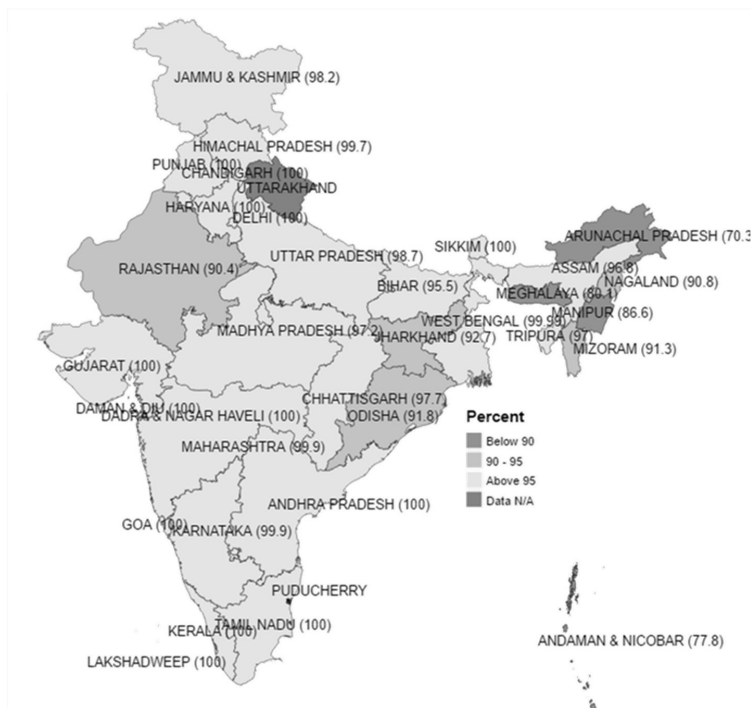 JAMMU & KASHMIR (98.2)
HIMACHAL PRADESH (99.7)
PUNJAB (100)
CHANDIGARH (100)
UTTARAKHAND
HARYANA (100)
DELHI (100)
ARUNACHAL PRADESH (70.3
SIKKIM (100)
UTTAR PRADESH (98.7)
RAJASTHAN (90.4)
ASSAM (96.8)
NAGALAND (90.8)
BIHAR (95.5)
MEGHALAYA (80.1)
MANIPUR (86.6)
WEST BENGAL (99.99)
MADHYA PRADESH (97.2)
JHARKHAND (92.7)
TRIPURA (97)
MIZORAM (91.3)
GUJARAT (100)
CHHATTISGARH (97.7)
DAMAN & DIU (100)
DADRA & NAGAR HAVELI (100)
ODISHA (91.8)
Percent
Below 90
90 - 95
Above 95
Data N/A
MAHARASHTRA (99.9)
ANDHRA PRADESH (100)
GOA (100)
KARNATAKA (99.9)
PUDUCHERRY
TAMIL NADU (100)
KERALA (100)
ANDAMAN & NICOBAR (77.8)
LAKSHADWEEP (100)